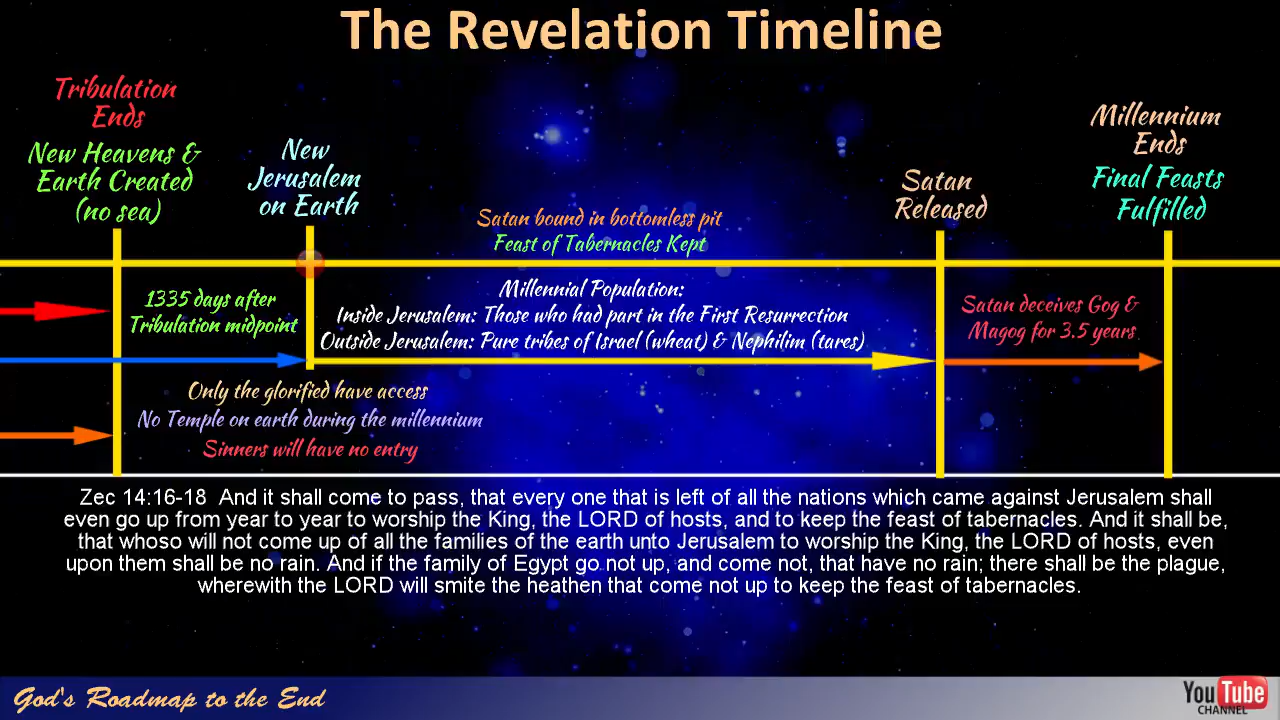 The Revelation Timeline
Tribulation
Ends
New Heavens &
Earth Created
(no sea)
New
Jerusalem
on Earth
Satan bound in bottomless pit
Feast of Tabernacles Kept
Satan
Released
Millennium
Ends
Final Feasts
Fulfilled
1335 days after
Tribulation midpoint
Millennial Population:
Inside Jerusalem: Those who had part in the First Resurrection
Outside Jerusalem: Pure tribes of Israel (wheat) & Nephilim (tares)
Satan deceives Gog &
Magog for 3.5 years
Only the glorified have access
No Temple on earth during the millennium
Sinners will have no entry
Zec 14:16-18  And it shall come to pass, that every one that is left of all the nations which came against Jerusalem shall
even go up from year to year to worship the King, the LORD of hosts, and to keep the feast of tabernacles. And it shall be,
that whoso will not come up of all the families of the earth unto Jerusalem to worship the King, the LORD of hosts, even
upon them shall be no rain. And if the family of Egypt go not up, and come not, that have no rain; there shall be the plague,
wherewith the LORD will smite the heathen that come not up to keep the feast of tabernacles.
God's Roadmap to the End
YouTube
CHANNEL